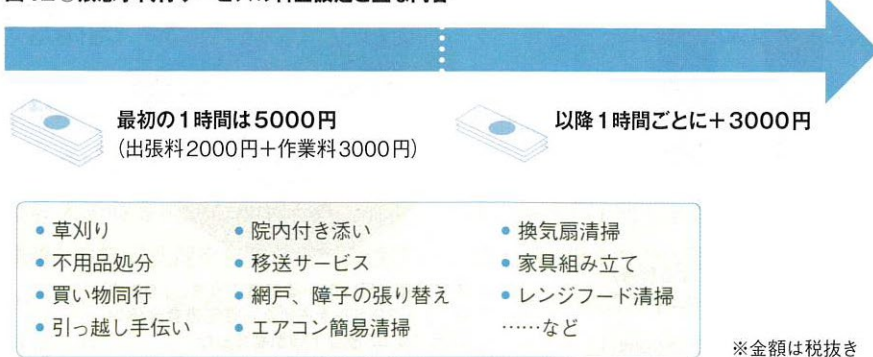 最初の1時間は5000円
（出張料2000円＋作業料3000円）
以降1時間ごとに＋3000円
● 草刈り
● 不用品処分
● 買い物同行
● 引っ越し手伝い
● 院内付き添い
● 移送サービス
● 網戸、障子の張り替え
● エアコン簡易清掃
● 換気扇清掃
● 家具組み立て
● レンジフード清掃
……など
※金額は税抜き